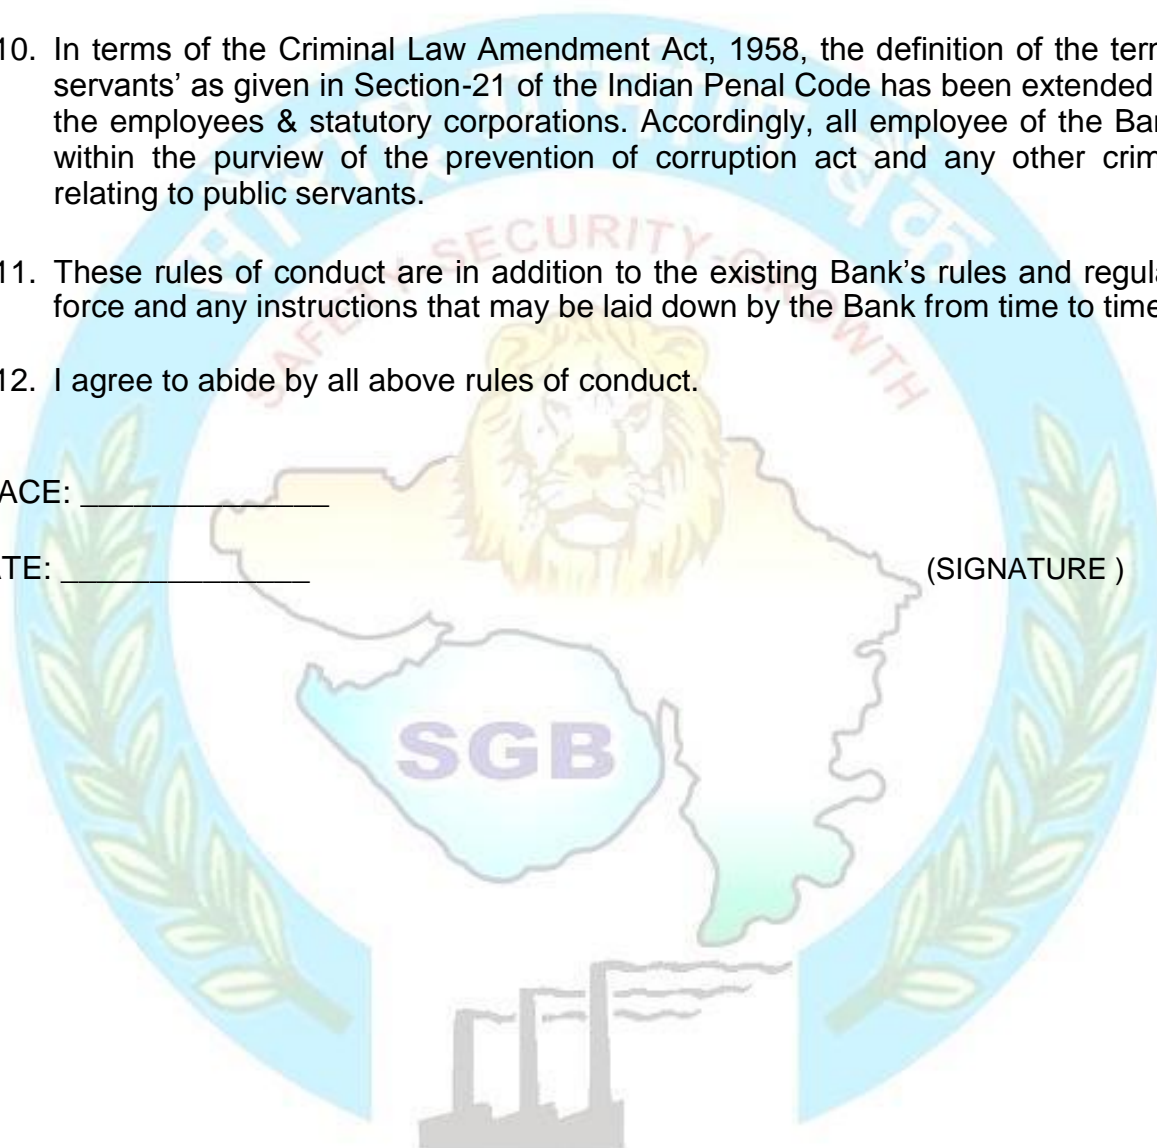 10. In terms of the Criminal Law Amendment Act, 1958, the definition of the term
servants’ as given in Section-21 of the Indian Penal Code has been extended
the employees & statutory corporations. Accordingly, all employee of the Ban
within the purview of the prevention of corruption act and any other crim
relating to public servants.
SAFETY-SECURITY-GROWTH
11. These rules of conduct are in addition to the existing Bank’s rules and regula
force and any instructions that may be laid down by the Bank from time to time
12. I agree to abide by all above rules of conduct.
ACE: ______________
ATE: ______________ (SIGNATURE )
SGB